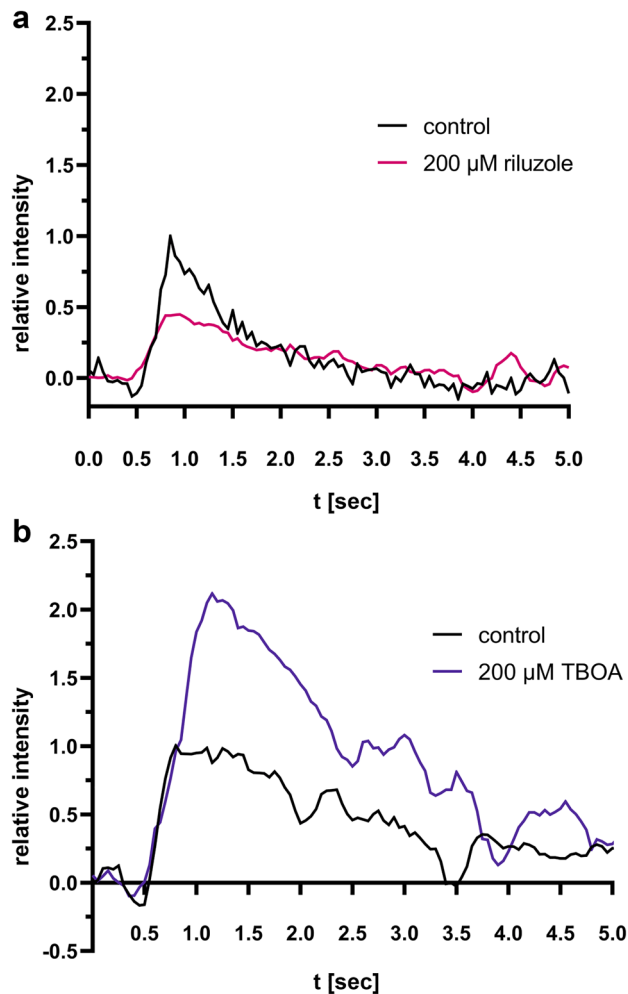 a
2.5
2.0
1.5
1.0
0.5
0.0
relative intensity
control
200 µM riluzole
0.0 0.5 1.0 1.5 2.0 2.5 3.0 3.5 4.0 4.5 5.0
t [sec]
b
2.5
2.0
1.5
1.0
0.5
0.0
-0.5
relative intensity
control
200 µM TBOA
0.5 1.0 1.5 2.0 2.5 3.0 3.5 4.0 4.5 5.0
t [sec]